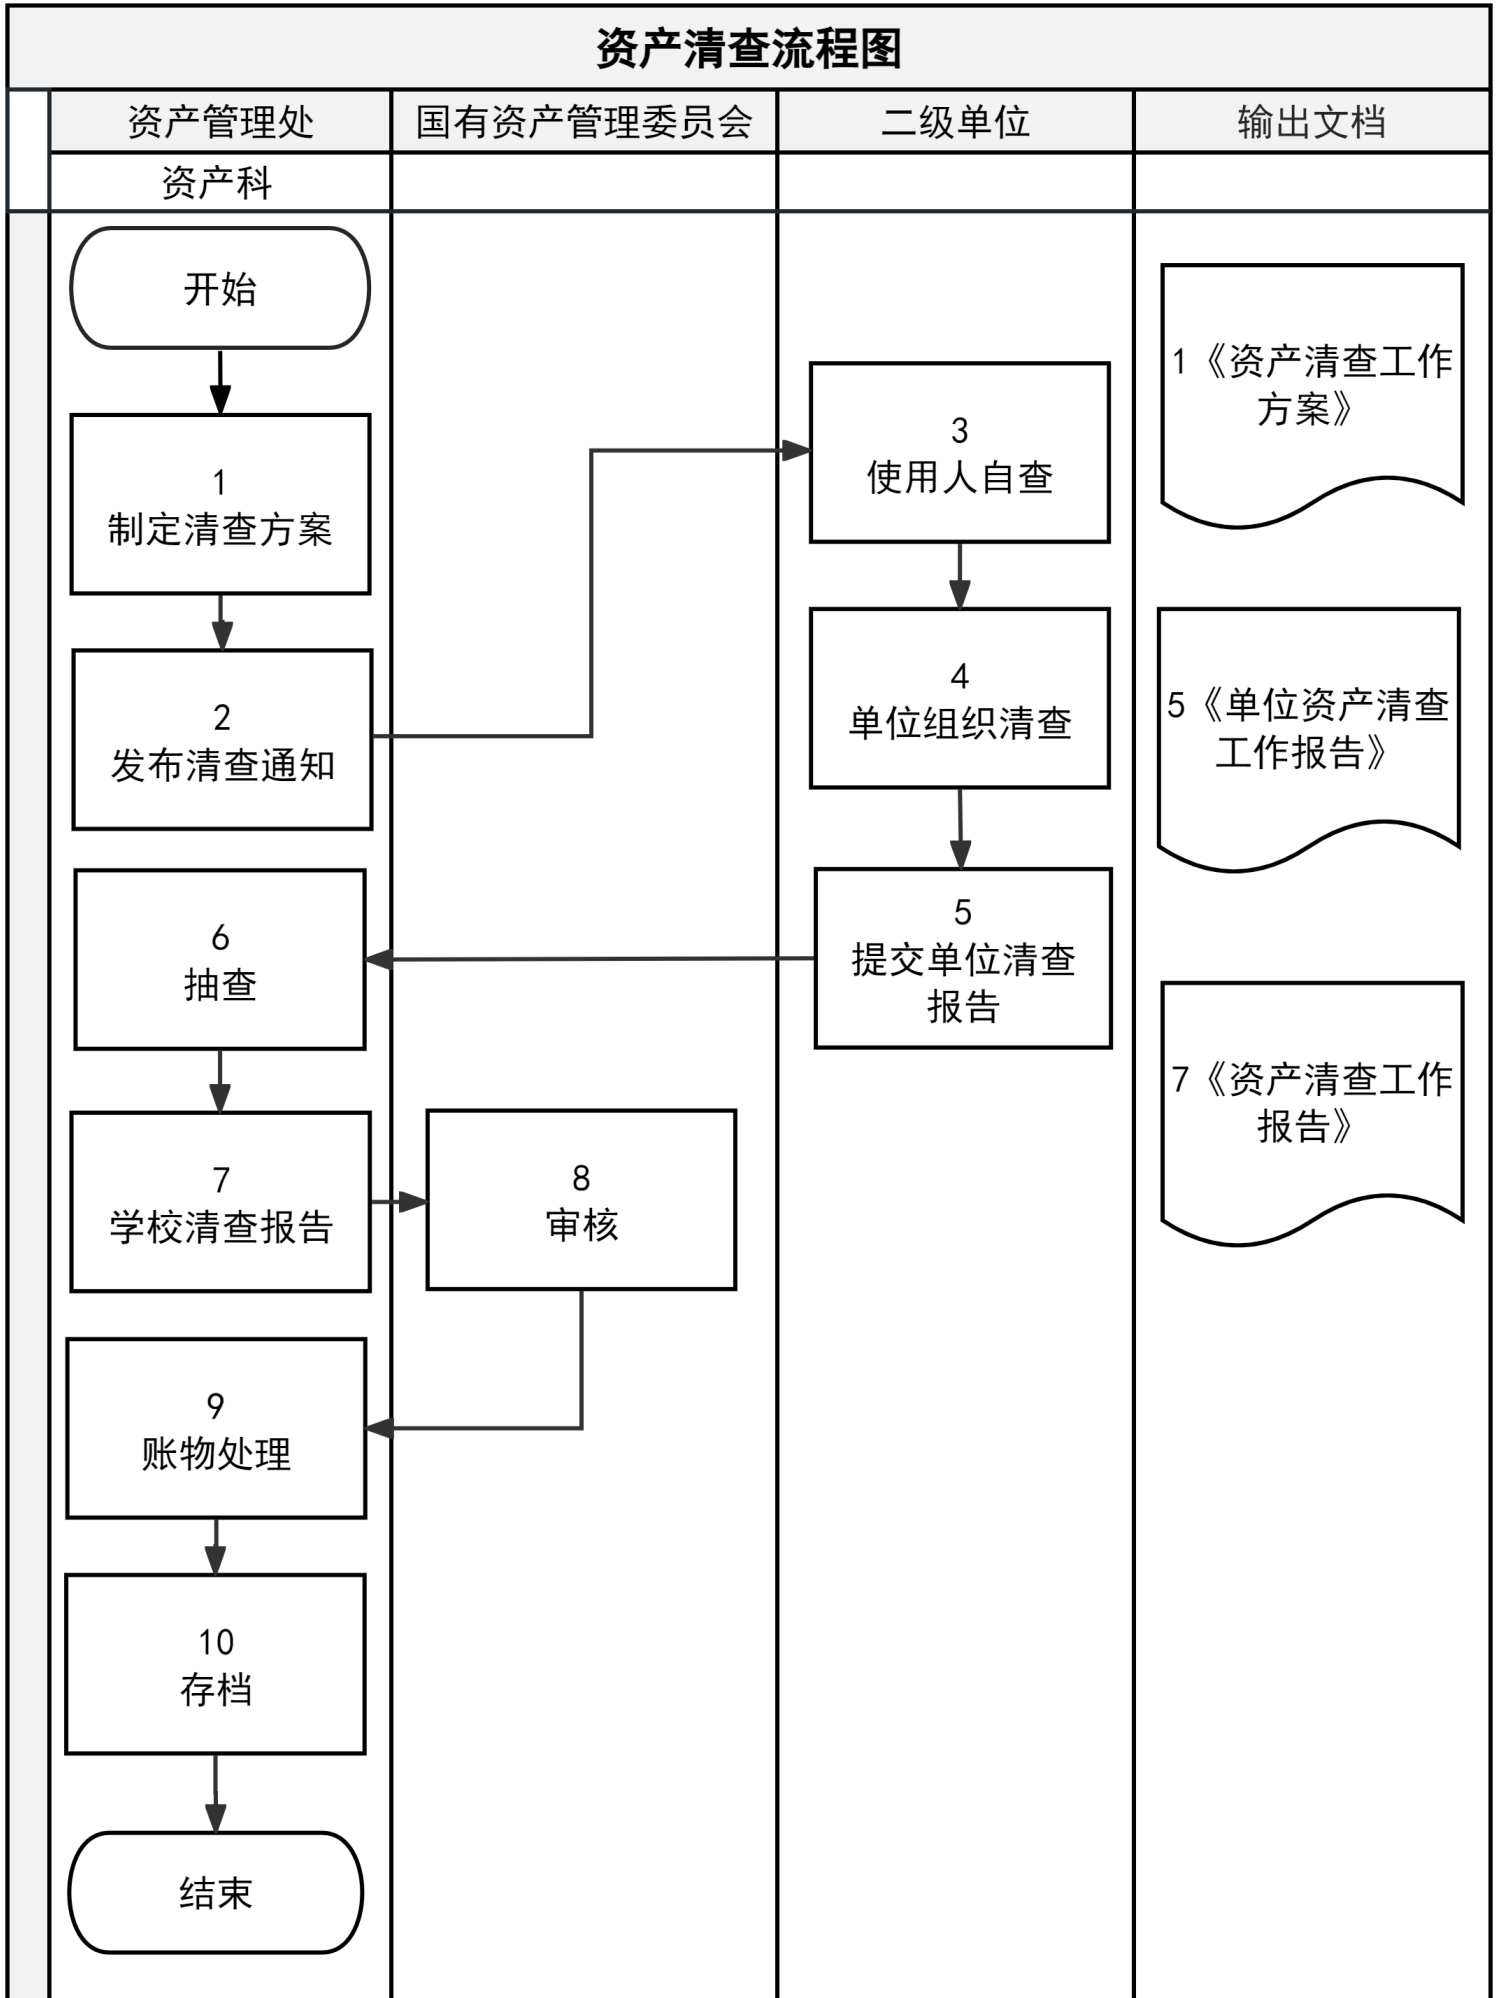 资产清查流程图
资产管理处
国有资产管理委员会
二级单位
输出文档
资产科
开始
1
制定清查方案
2
发布清查通知
3
使用人自查
4
单位组织清查
5
提交单位清查
报告
6
抽查
7
学校清查报告
8
审核
9
账物处理
10
存档
结束
1《资产清查工作
方案》
5《单位资产清查
工作报告》
7《资产清查工作
报告》